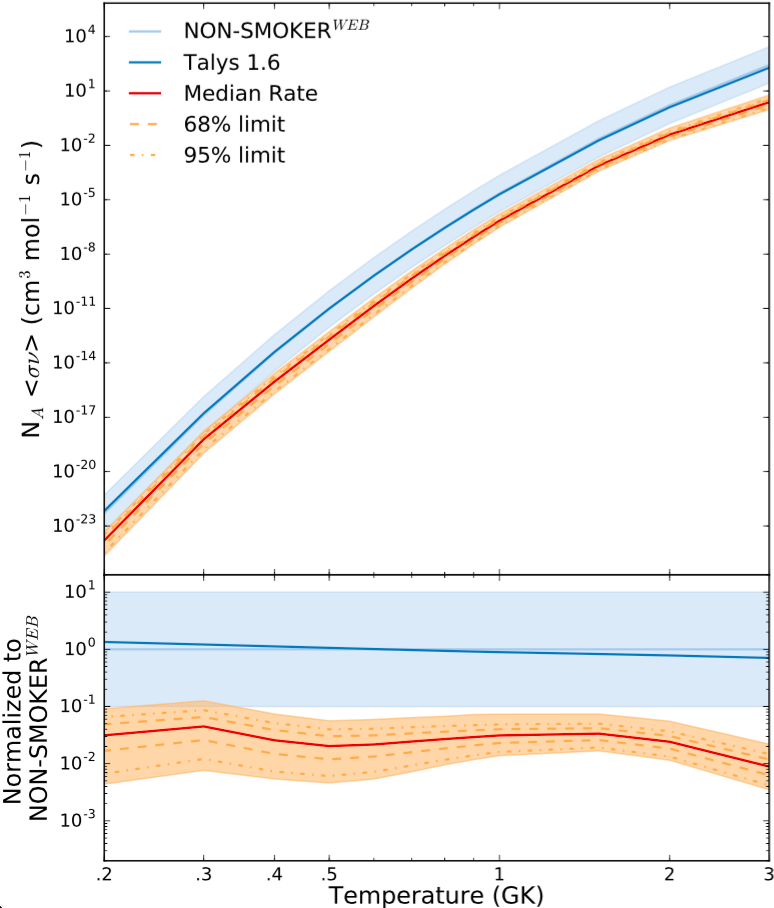 NON-SMOKER^WEB
Talys 1.6
Median Rate
68% limit
95% limit
10^4
10^1
10^-2
10^-5
10^-8
10^-11
10^-14
10^-17
10^-20
10^-23
N_A <σν> (cm^3 mol^-1 s^-1)
10^1
10^0
10^-1
10^-2
10^-3
Normalized to
NON-SMOKER^WEB
.2 .3 .4 .5 1 2 3
Temperature (GK)